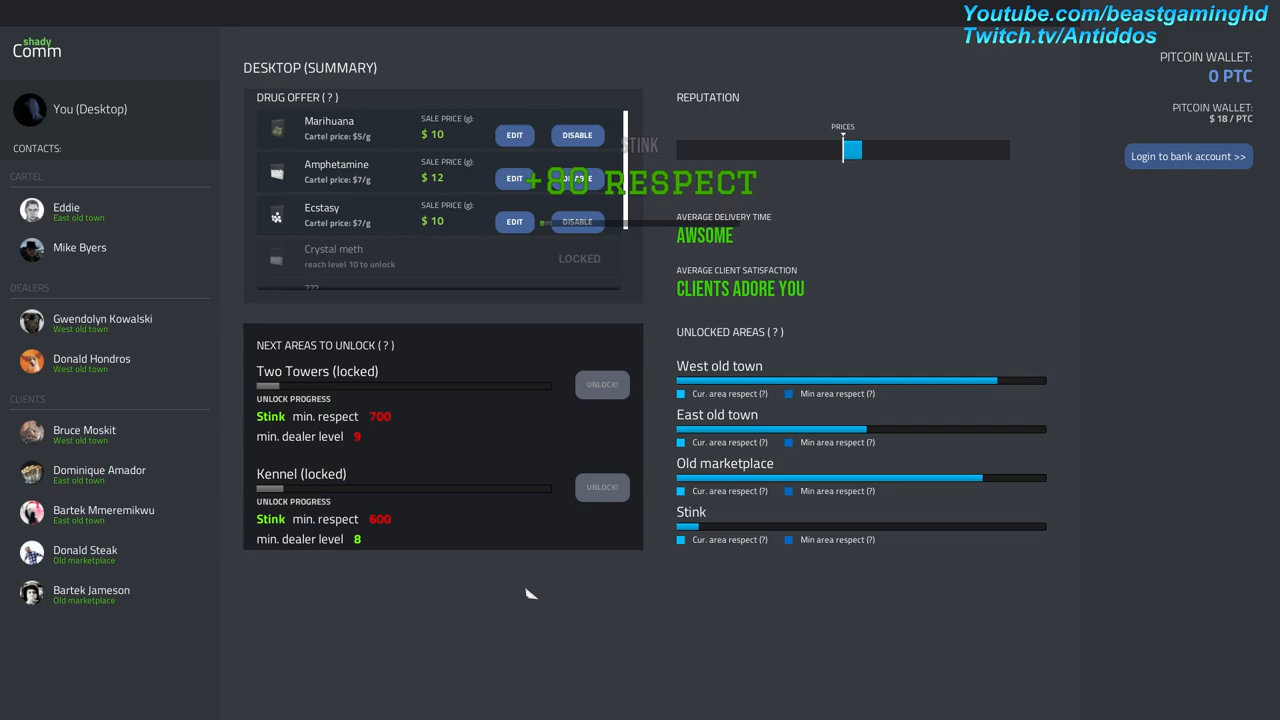 Youtube.com/beastgaminghd
Twitch.tv/Antiddos
shady
Comm
You (Desktop)
CONTACTS:
CARTEL
Eddie
East old town
Mike Byers
DEALERS
Gwendolyn Kowalski
West old town
Donald Hondros
West old town
CLIENTS
Bruce Moskit
West old town
Dominique Amador
East old town
Bartek Mmeremikwu
East old town
Donald Steak
Old marketplace
Bartek Jameson
Old marketplace
DESKTOP (SUMMARY)
DRUG OFFER ( ? )
Marihuana
Cartel price: $5/g
SALE PRICE (g):
$ 10
EDIT
DISABLE
Amphetamine
Cartel price: $7/g
SALE PRICE (g):
$ 12
EDIT
DISABLE
Ecstasy
Cartel price: $7/g
SALE PRICE (g):
$ 10
EDIT
DISABLE
Crystal meth
reach level 10 to unlock
LOCKED
???
STINK
+80 RESPECT
NEXT AREAS TO UNLOCK ( ? )
Two Towers (locked)
UNLOCK PROGRESS
Stink min. respect 700
min. dealer level 9
UNLOCK!
Kennel (locked)
UNLOCK PROGRESS
Stink min. respect 600
min. dealer level 8
UNLOCK!
REPUTATION
PRICES
AVERAGE DELIVERY TIME
AWSOME
AVERAGE CLIENT SATISFACTION
CLIENTS ADORE YOU
UNLOCKED AREAS ( ? )
West old town
Cur. area respect (?) Min area respect (?)
East old town
Cur. area respect (?) Min area respect (?)
Old marketplace
Cur. area respect (?) Min area respect (?)
Stink
Cur. area respect (?) Min area respect (?)
PITCOIN WALLET:
0 PTC
PITCOIN WALLET:
$ 18 / PTC
Login to bank account >>